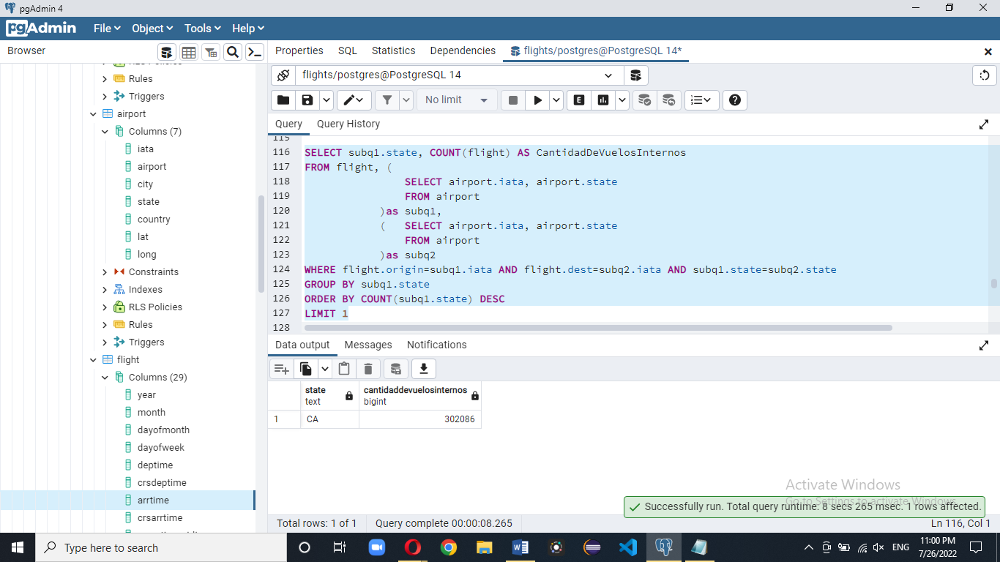 pgAdmin 4
pgAdmin File Object Tools Help
Browser
Properties SQL Statistics Dependencies flights/postgres@PostgreSQL 14*
Rules
Triggers
airport
Columns (7)
iata
airport
city
state
country
lat
long
Constraints
Indexes
RLS Policies
Rules
Triggers
flight
Columns (29)
year
month
dayofmonth
dayofweek
deptime
crsdeptime
arrtime
crsarrtime
flights/postgres@PostgreSQL 14
No limit
E
Query Query History
115
116 SELECT subq1.state, COUNT(flight) AS CantidadDeVuelosInternos
117 FROM flight, (
118 SELECT airport.iata, airport.state
119 FROM airport
120 )as subq1,
121 ( SELECT airport.iata, airport.state
122 FROM airport
123 )as subq2
124 WHERE flight.origin=subq1.iata AND flight.dest=subq2.iata AND subq1.state=subq2.state
125 GROUP BY subq1.state
126 ORDER BY COUNT(subq1.state) DESC
127 LIMIT 1
128
Data output Messages Notifications
state cantidaddevuelosinternos
text bigint
1 CA 302086
Activate Windows
Go to Settings to activate Windows.
Successfully run. Total query runtime: 8 secs 265 msec. 1 rows affected.
Total rows: 1 of 1 Query complete 00:00:08.265 Ln 116, Col 1
Type here to search
ENG
11:00 PM
7/26/2022